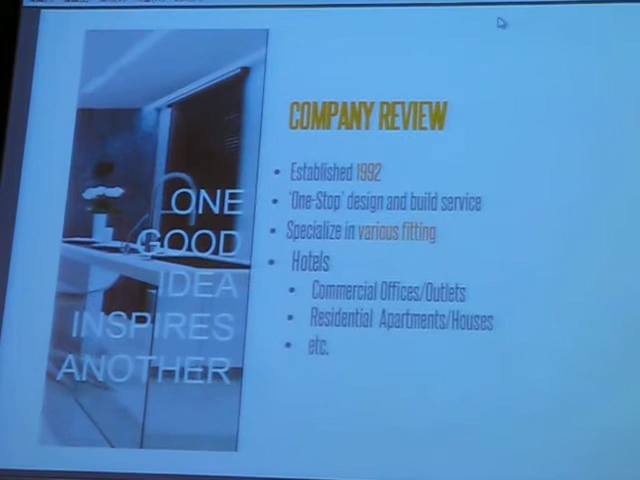 ONE
GOOD
IDEA
INSPIRES
ANOTHER
COMPANY REVIEW
• Established 1992
• 'One-Stop' design and build service
• Specialize in various fitting
• Hotels
• Commercial Offices/Outlets
• Residential Apartments/Houses
• etc.